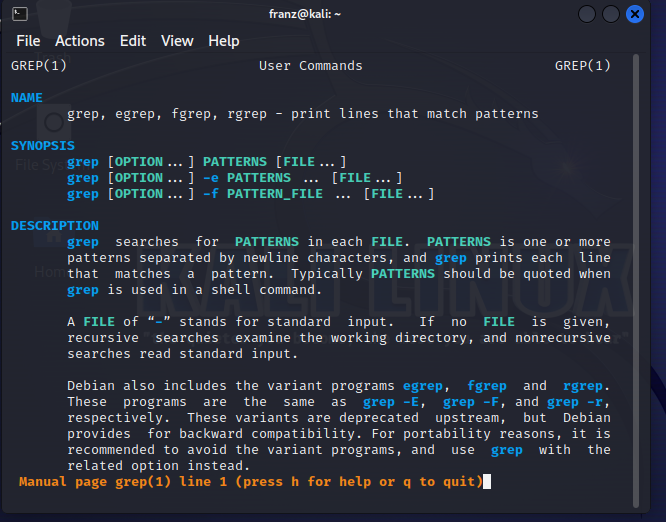 franz@kali: ~
File Actions Edit View Help
GREP(1) User Commands GREP(1)
NAME
grep, egrep, fgrep, rgrep - print lines that match patterns
SYNOPSIS
grep [OPTION...] PATTERNS [FILE...]
grep [OPTION...] -e PATTERNS ... [FILE...]
grep [OPTION...] -f PATTERN_FILE ... [FILE...]
DESCRIPTION
grep searches for PATTERNS in each FILE. PATTERNS is one or more
patterns separated by newline characters, and grep prints each line
that matches a pattern. Typically PATTERNS should be quoted when
grep is used in a shell command.
A FILE of “-” stands for standard input. If no FILE is given,
recursive searches examine the working directory, and nonrecursive
searches read standard input.
Debian also includes the variant programs egrep, fgrep and rgrep.
These programs are the same as grep -E, grep -F, and grep -r,
respectively. These variants are deprecated upstream, but Debian
provides for backward compatibility. For portability reasons, it is
recommended to avoid the variant programs, and use grep with the
related option instead.
Manual page grep(1) line 1 (press h for help or q to quit)
KALI LINUX
Home